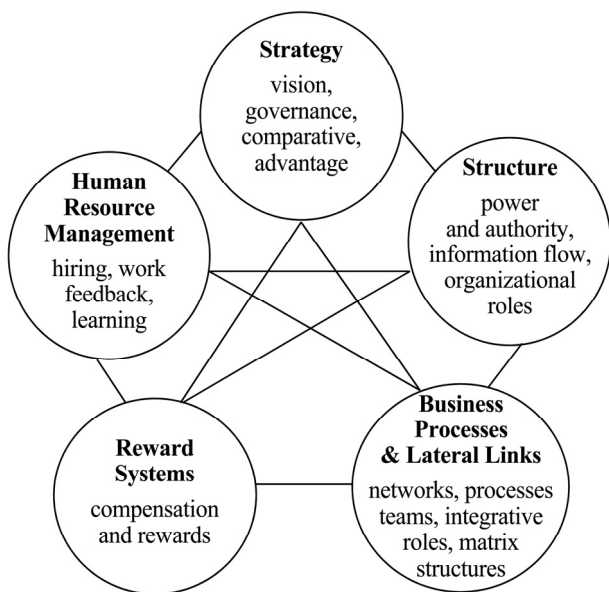 Strategy
vision,
governance,
comparative,
advantage
Human
Resource
Management
hiring, work
feedback,
learning
Structure
power
and authority,
information flow,
organizational
roles
Reward
Systems
compensation
and rewards
Business
Processes
& Lateral Links
networks, processes
teams, integrative
roles, matrix
structures